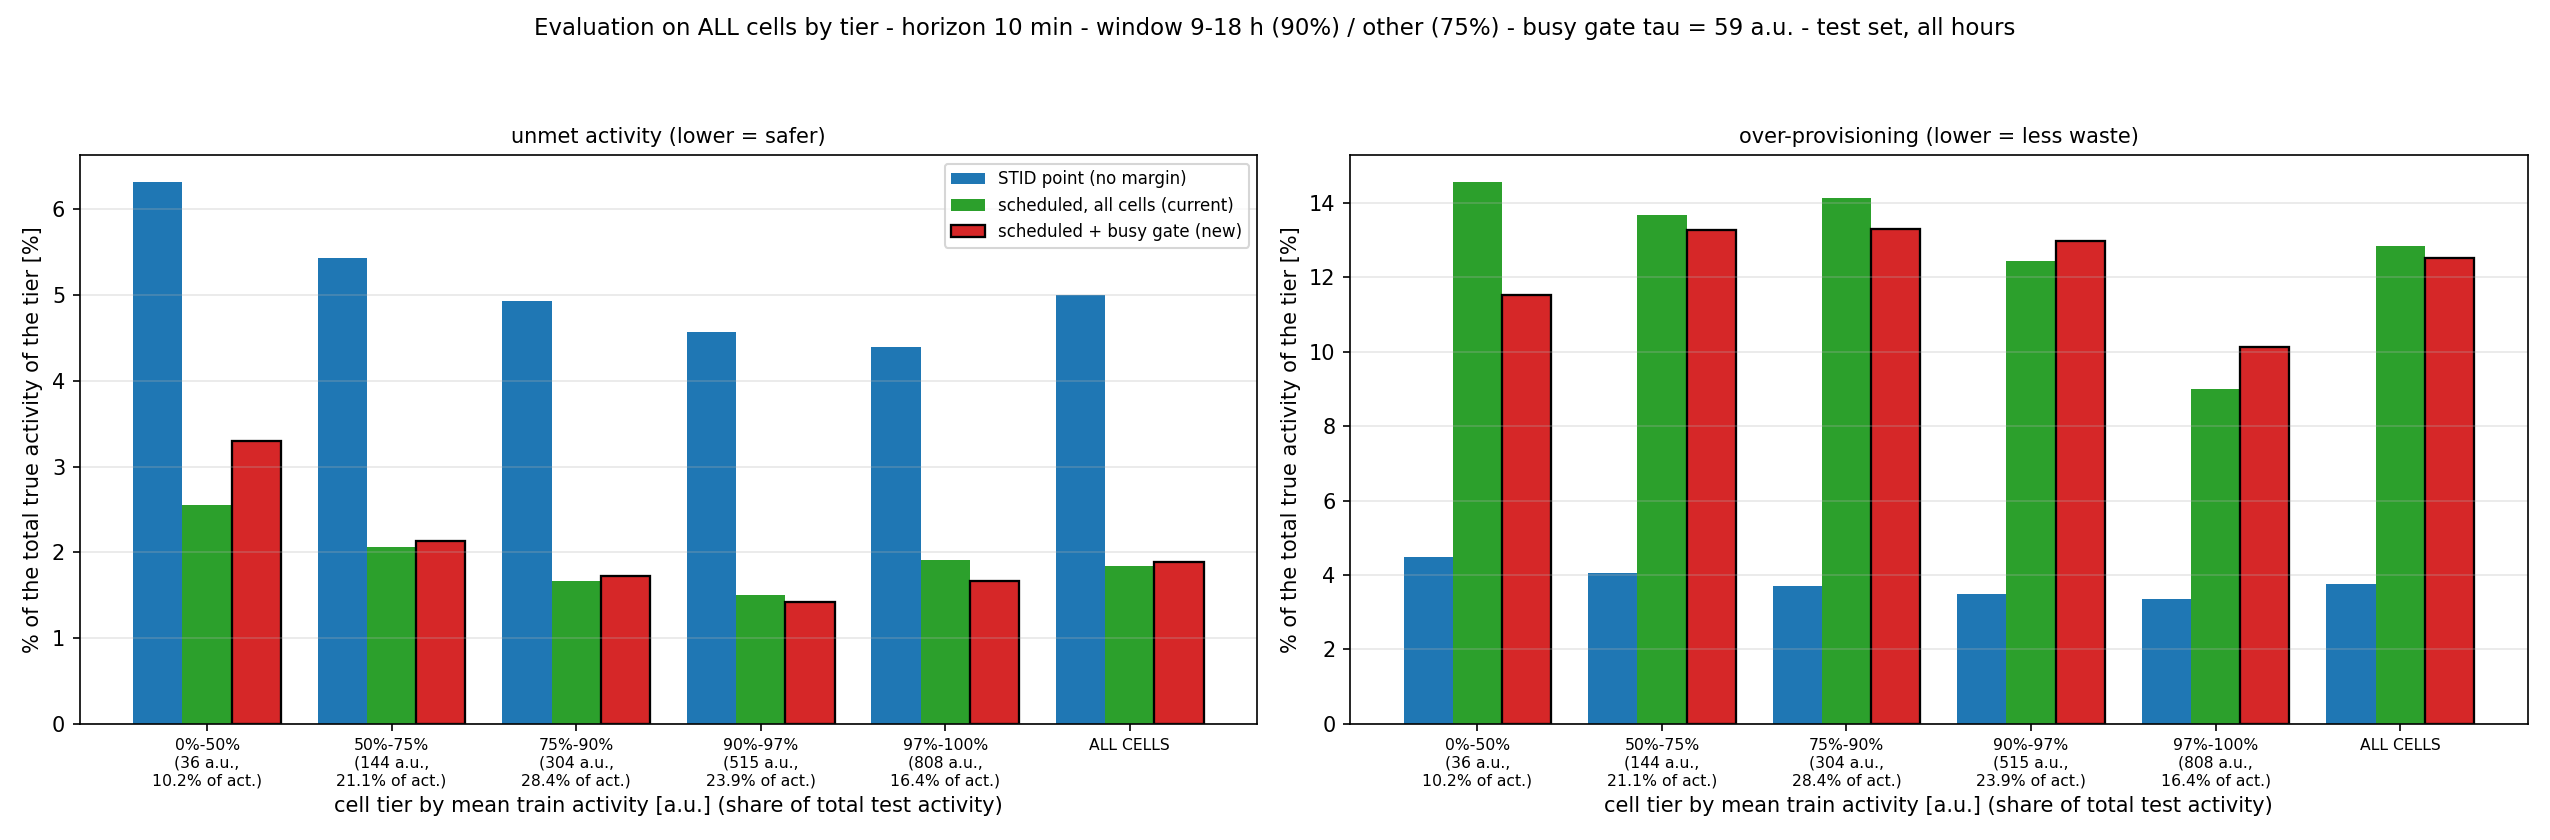 Evaluation on ALL cells by tier - horizon 10 min - window 9-18 h (90%) / other (75%) - busy gate tau = 59 a.u. - test set, all hours
unmet activity (lower = safer)
% of the total true activity of the tier [%]
6
5
4
3
2
1
0
STID point (no margin)
scheduled, all cells (current)
scheduled + busy gate (new)
0%-50%
(36 a.u.,
10.2% of act.)
50%-75%
(144 a.u.,
21.1% of act.)
75%-90%
(304 a.u.,
28.4% of act.)
90%-97%
(515 a.u.,
23.9% of act.)
97%-100%
(808 a.u.,
16.4% of act.)
ALL CELLS
cell tier by mean train activity [a.u.] (share of total test activity)
over-provisioning (lower = less waste)
% of the total true activity of the tier [%]
14
12
10
8
6
4
2
0
0%-50%
(36 a.u.,
10.2% of act.)
50%-75%
(144 a.u.,
21.1% of act.)
75%-90%
(304 a.u.,
28.4% of act.)
90%-97%
(515 a.u.,
23.9% of act.)
97%-100%
(808 a.u.,
16.4% of act.)
ALL CELLS
cell tier by mean train activity [a.u.] (share of total test activity)